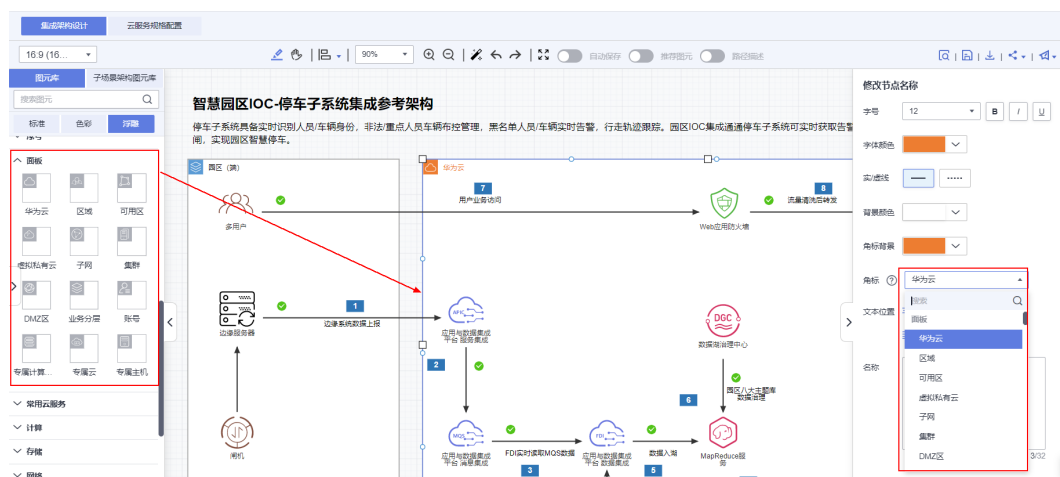 集成架构设计 云服务规格配置
16:9 (16... 90% 自动保存 推荐图元 路径描述
图元库 子场景架构图元库
搜索图元
标准 色彩 浮雕
序号
面板
华为云 区域 可用区
虚拟私有云 子网 集群
DMZ区 业务分层 账号
专属计算... 专属云 专属主机
常用云服务
计算
存储
网络
智慧园区IOC-停车子系统集成参考架构
停车子系统具备实时识别人员/车辆身份，非法/重点人员车辆布控管理，黑名单人员/车辆实时告警，行走轨迹跟踪。园区IOC集成通通停车子系统可实时获取告警
闸，实现园区智慧停车。
园区（端）
华为云
多用户
7
用户业务访问
Web应用防火墙
8
流量清洗后转发
边缘服务器
1
边缘系统数据上报
APIC
应用与数据集成
平台 服务集成
DGC
数据湖治理中心
2
园区八大主题库
数据治理
6
闸机
MQS
应用与数据集成
平台 消息集成
FDI实时读取MQS数据
3
FDI
应用与数据集成
平台 数据集成
数据入湖
5
MapReduce服
务
修改节点名称
字号 12 B I U
字体颜色
实/虚线
背景颜色
角标背景
角标 ? 华为云
搜索
文本位置
面板
华为云
区域
名称
可用区
虚拟私有云
子网
集群
DMZ区
3/32